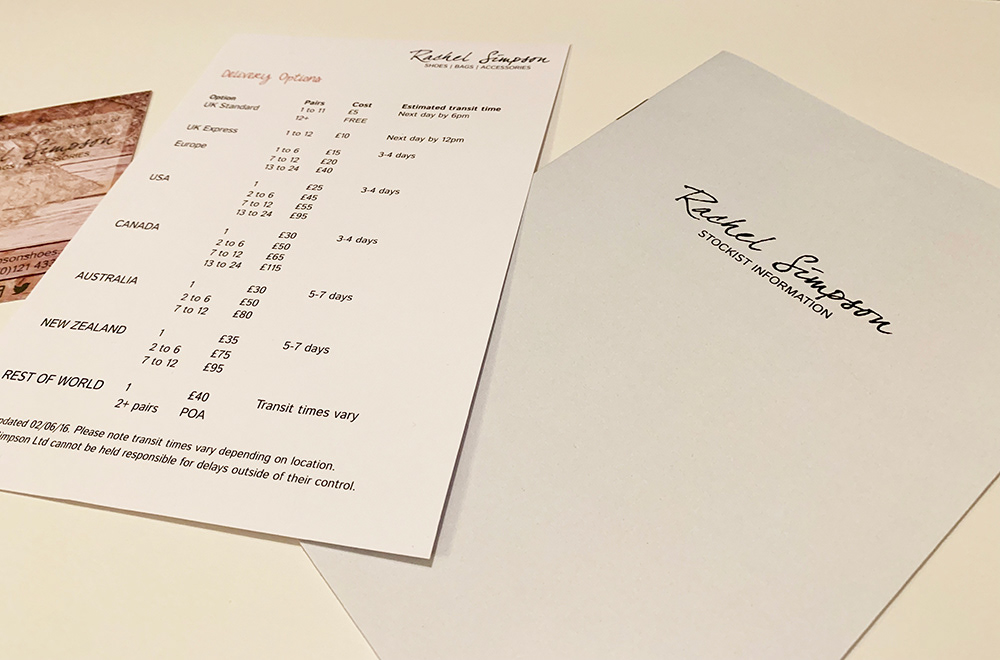 Rachel Simpson
SHOES | BAGS | ACCESSORIES
Delivery Options
Option Pairs Cost Estimated transit time
UK Standard 1 to 11 £5 Next day by 6pm
12+ FREE
UK Express 1 to 12 £10 Next day by 12pm
Europe 1 to 6 £15 3-4 days
7 to 12 £20
13 to 24 £40
USA 1 £25 3-4 days
2 to 6 £45
7 to 12 £55
13 to 24 £95
CANADA 1 £30 3-4 days
2 to 6 £50
7 to 12 £65
13 to 24 £115
AUSTRALIA 1 £30 5-7 days
2 to 6 £50
7 to 12 £80
NEW ZEALAND 1 £35 5-7 days
2 to 6 £75
7 to 12 £95
REST OF WORLD 1 £40 Transit times vary
2+ pairs POA
pdated 02/06/16. Please note transit times vary depending on location.
impson Ltd cannot be held responsible for delays outside of their control.
Simpson
BAGS | ACCESSORIES
psonshoes.
0)121 43
Rachel Simpson
STOCKIST INFORMATION